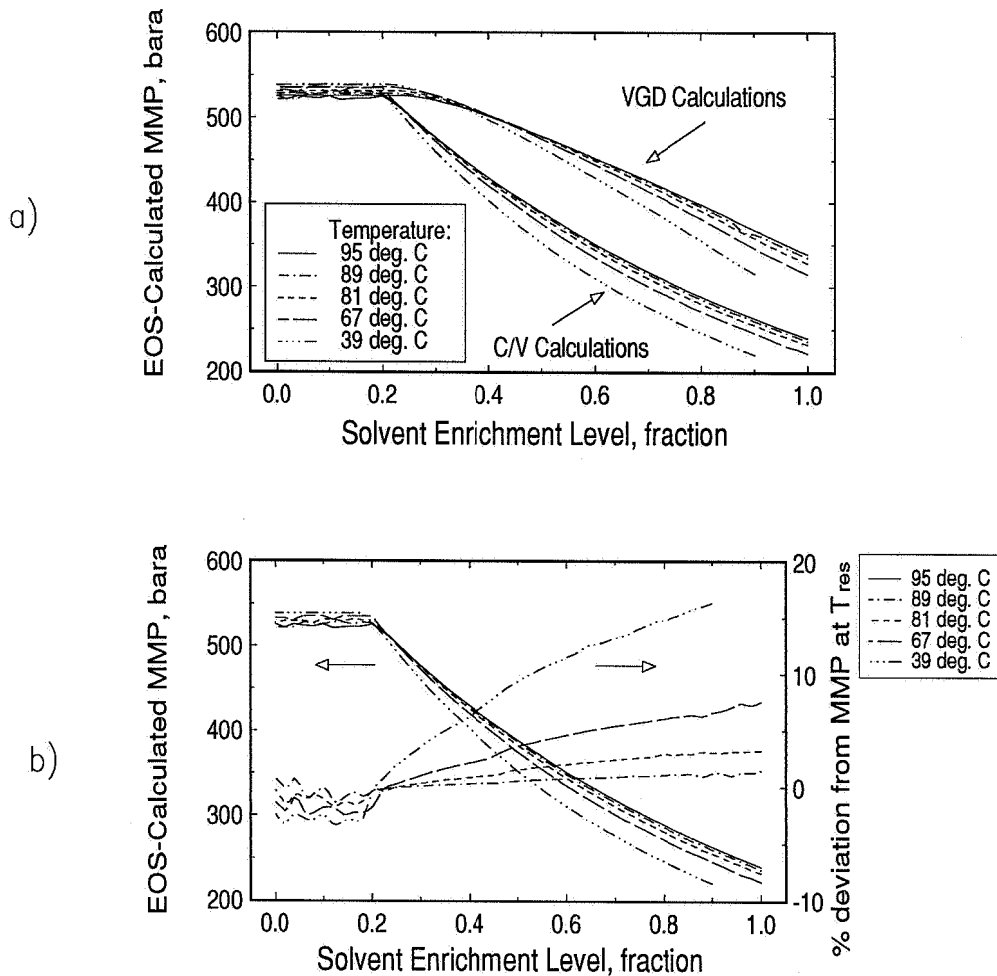 a)
EOS-Calculated MMP, bara
600
500
400
300
200
VGD Calculations
C/V Calculations
Temperature:
95 deg. C
89 deg. C
81 deg. C
67 deg. C
39 deg. C
0.0 0.2 0.4 0.6 0.8 1.0
Solvent Enrichment Level, fraction
b)
EOS-Calculated MMP, bara
600
500
400
300
200
20
10
0
-10
% deviation from MMP at Tres
95 deg. C
89 deg. C
81 deg. C
67 deg. C
39 deg. C
0.0 0.2 0.4 0.6 0.8 1.0
Solvent Enrichment Level, fraction